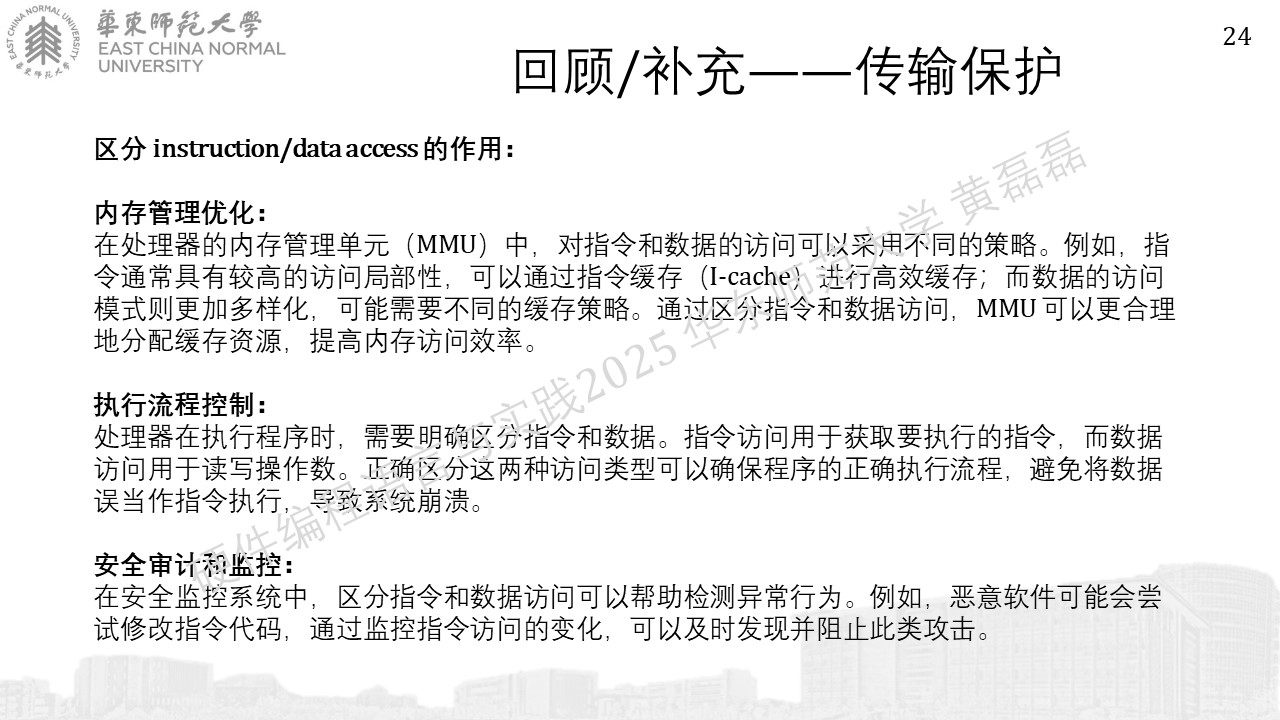 華東師範大學
EAST CHINA NORMAL
UNIVERSITY
EAST CHINA NORMAL UNIVERSITY
華東師范大學
24
回顾/补充——传输保护
区分 instruction/data access 的作用：
内存管理优化：
在处理器的内存管理单元（MMU）中，对指令和数据的访问可以采用不同的策略。例如，指
令通常具有较高的访问局部性，可以通过指令缓存（I-cache）进行高效缓存；而数据的访问
模式则更加多样化，可能需要不同的缓存策略。通过区分指令和数据访问，MMU 可以更合理
地分配缓存资源，提高内存访问效率。
执行流程控制：
处理器在执行程序时，需要明确区分指令和数据。指令访问用于获取要执行的指令，而数据
访问用于读写操作数。正确区分这两种访问类型可以确保程序的正确执行流程，避免将数据
误当作指令执行，导致系统崩溃。
安全审计和监控：
在安全监控系统中，区分指令和数据访问可以帮助检测异常行为。例如，恶意软件可能会尝
试修改指令代码，通过监控指令访问的变化，可以及时发现并阻止此类攻击。
硬件编程语言与实践2025 华东师范大学 黄磊磊